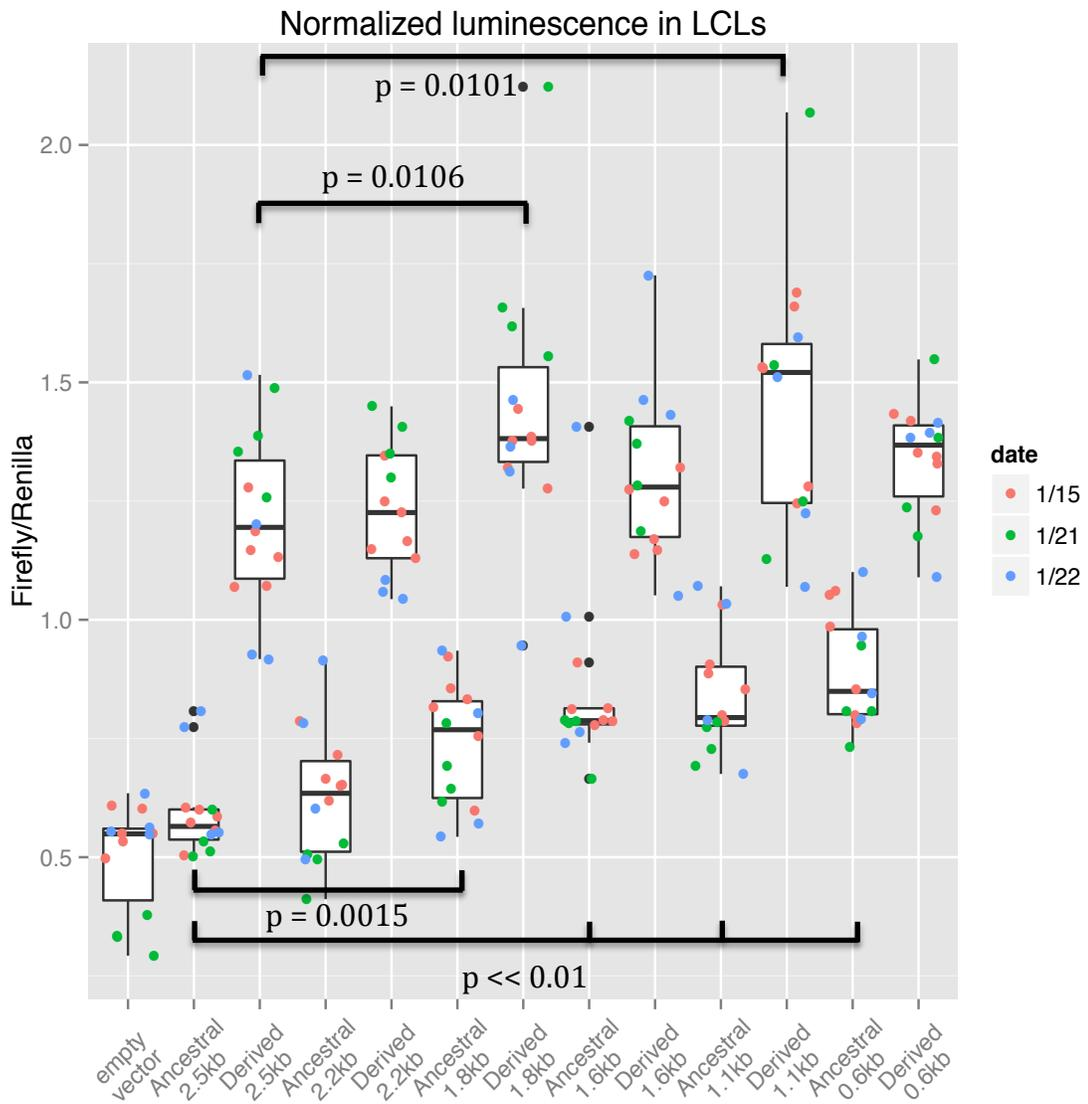 Normalized luminescence in LCLs
p = 0.0101
2.0
p = 0.0106
1.5
Firefly/Renilla
date
1/15
1/21
1/22
1.0
0.5
p = 0.0015
p << 0.01
empty
vector
Ancestral
2.5kb
Derived
2.5kb
Ancestral
2.2kb
Derived
2.2kb
Ancestral
1.8kb
Derived
1.8kb
Ancestral
1.6kb
Derived
1.6kb
Ancestral
1.1kb
Derived
1.1kb
Ancestral
0.6kb
Derived
0.6kb